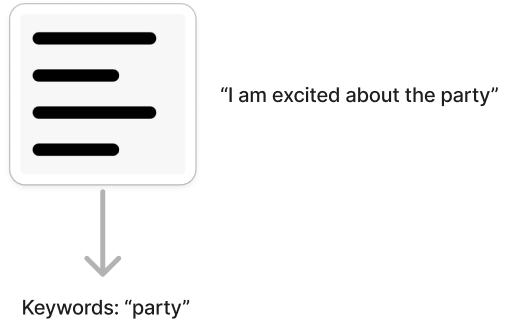 “I am excited about the party”
Keywords: “party”